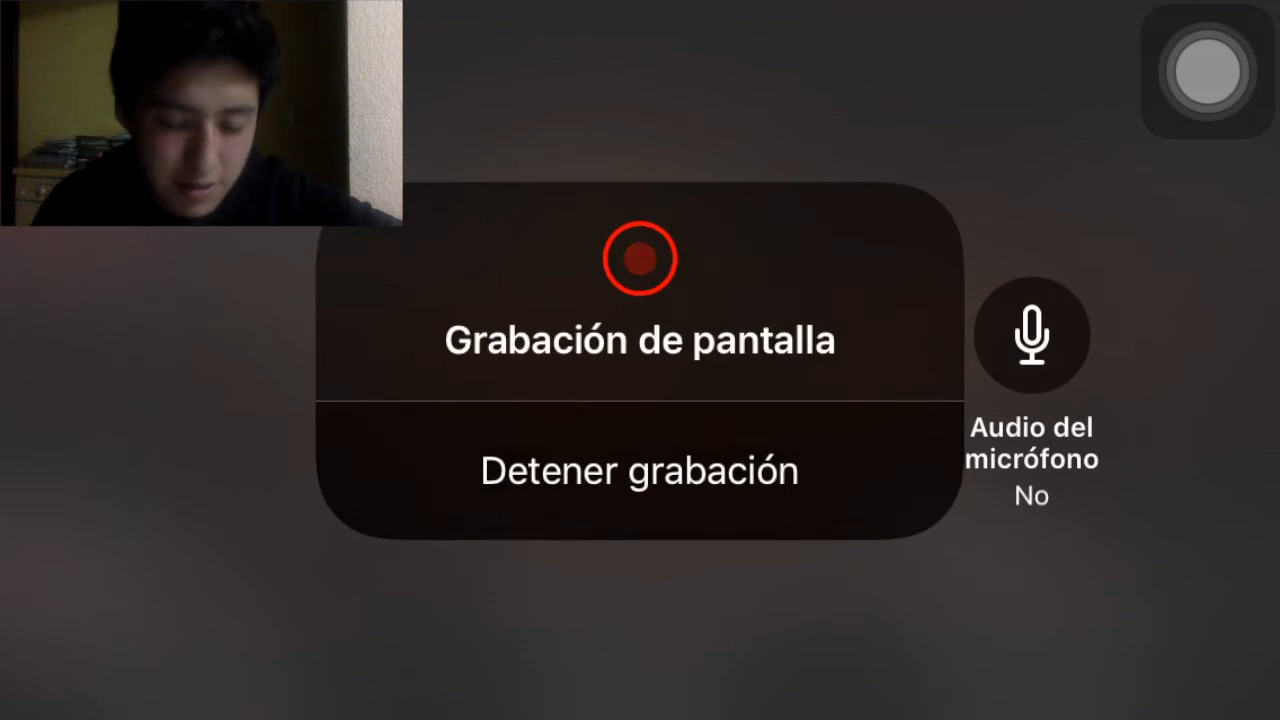 Grabación de pantalla
Detener grabación
Audio del
micrófono
No